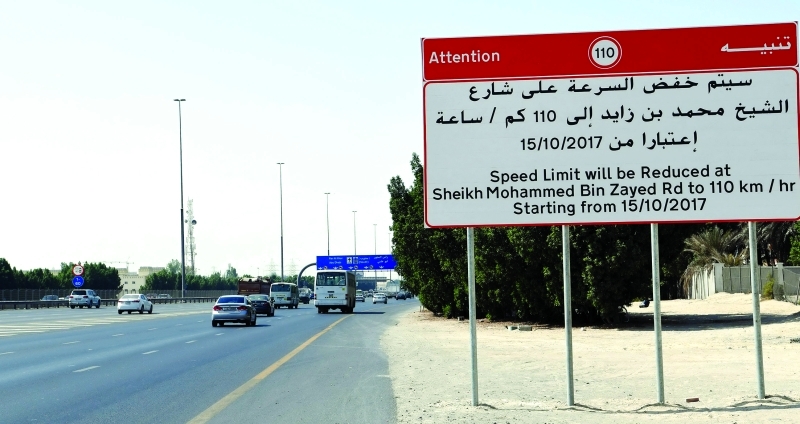 Attention 110 تنبيه
سيتم خفض السرعة على شارع
الشيخ محمد بن زايد إلى 110 كم / ساعة
إعتبارا من 15/10/2017
Speed Limit will be Reduced at
Sheikh Mohammed Bin Zayed Rd to 110 km / hr
Starting from 15/10/2017